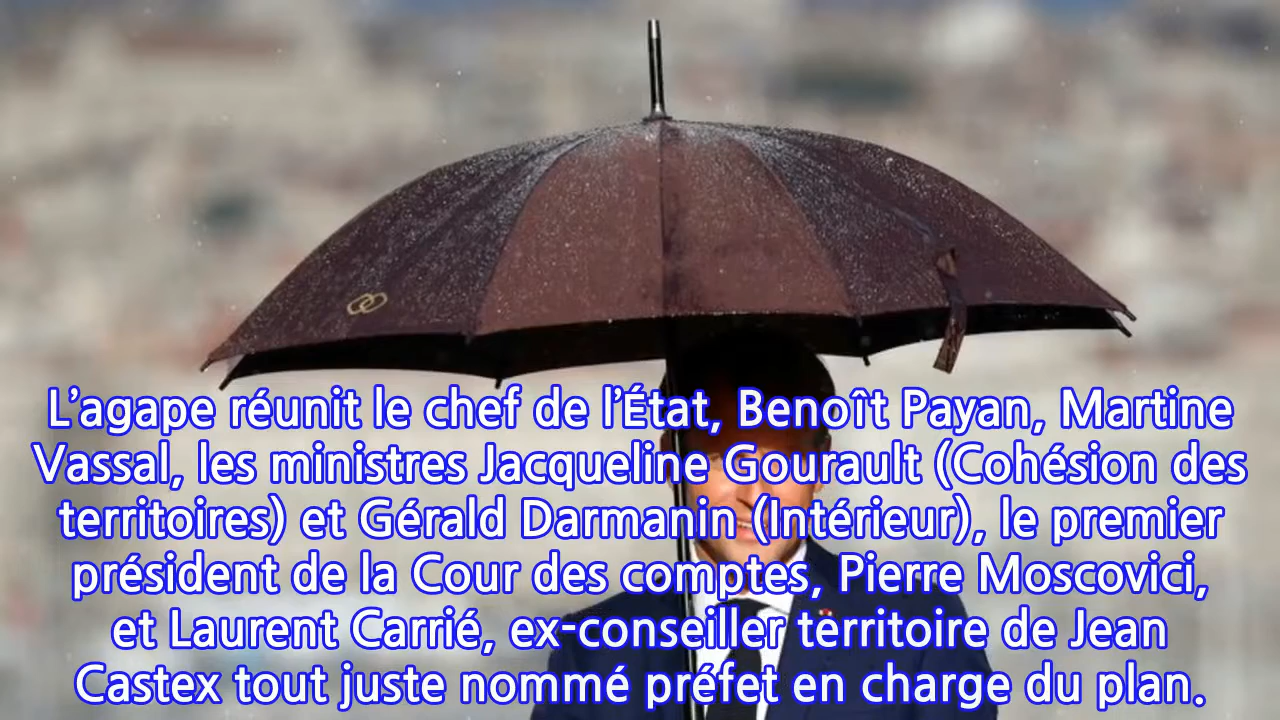 L’agape réunit le chef de l’État, Benoît Payan, Martine
Vassal, les ministres Jacqueline Gourault (Cohésion des
territoires) et Gérald Darmanin (Intérieur), le premier
président de la Cour des comptes, Pierre Moscovici,
et Laurent Carrié, ex-conseiller territoire de Jean
Castex tout juste nommé préfet en charge du plan.